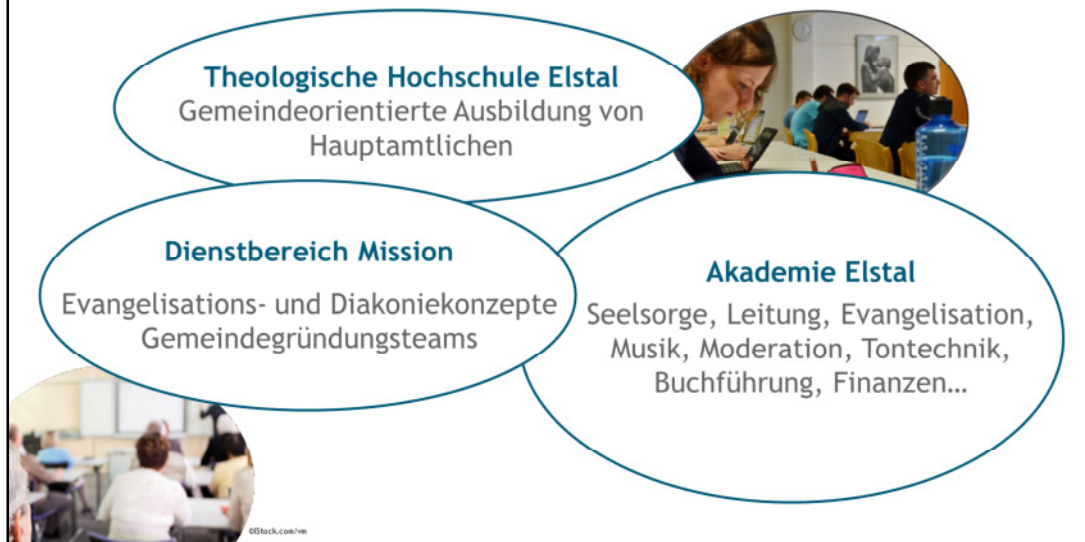 Theologische Hochschule Elstal
Gemeindeorientierte Ausbildung von
Hauptamtlichen
Dienstbereich Mission
Evangelisations- und Diakoniekonzepte
Gemeindegründungsteams
Akademie Elstal
Seelsorge, Leitung, Evangelisation,
Musik, Moderation, Tontechnik,
Buchführung, Finanzen…
©iStock.com/vm